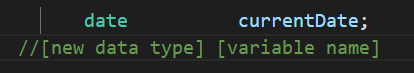 date currentDate;
//[new data type] [variable name]